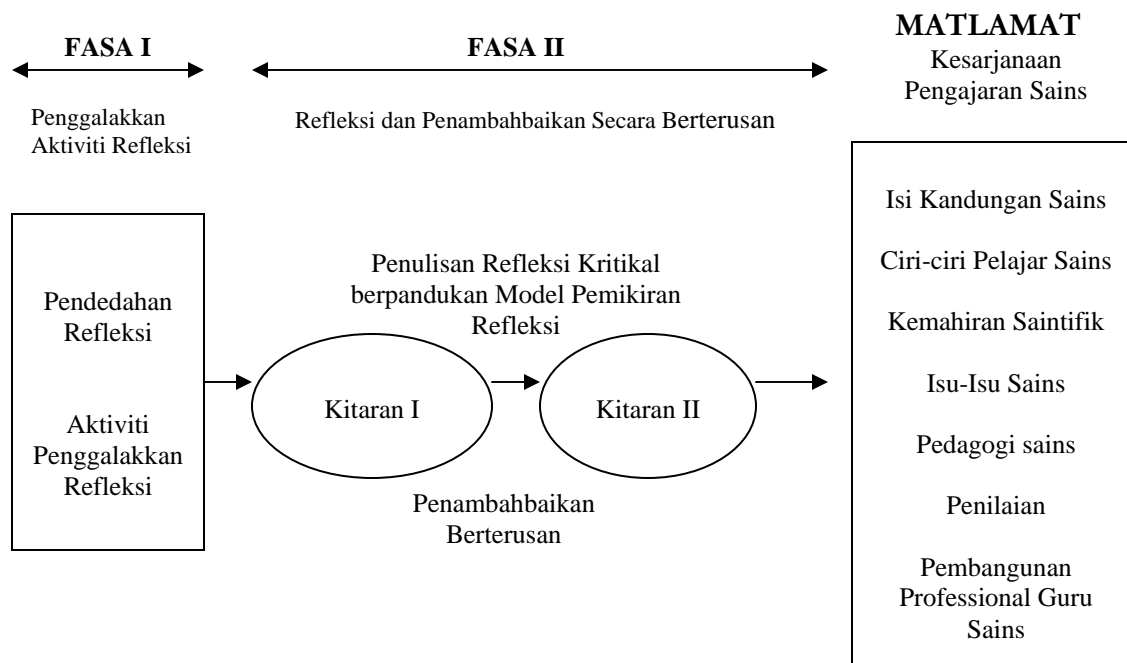 FASA I
Penggalakkan
Aktiviti Refleksi
Pendedahan
Refleksi
Aktiviti
Penggalakkan
Refleksi
FASA II
Refleksi dan Penambahbaikan Secara Berterusan
Penulisan Refleksi Kritikal
berpandukan Model Pemikiran
Refleksi
Kitaran I
Kitaran II
Penambahbaikan
Berterusan
MATLAMAT
Kesarjanaan
Pengajaran Sains
Isi Kandungan Sains
Ciri-ciri Pelajar Sains
Kemahiran Saintifik
Isu-Isu Sains
Pedagogi sains
Penilaian
Pembangunan
Professional Guru
Sains